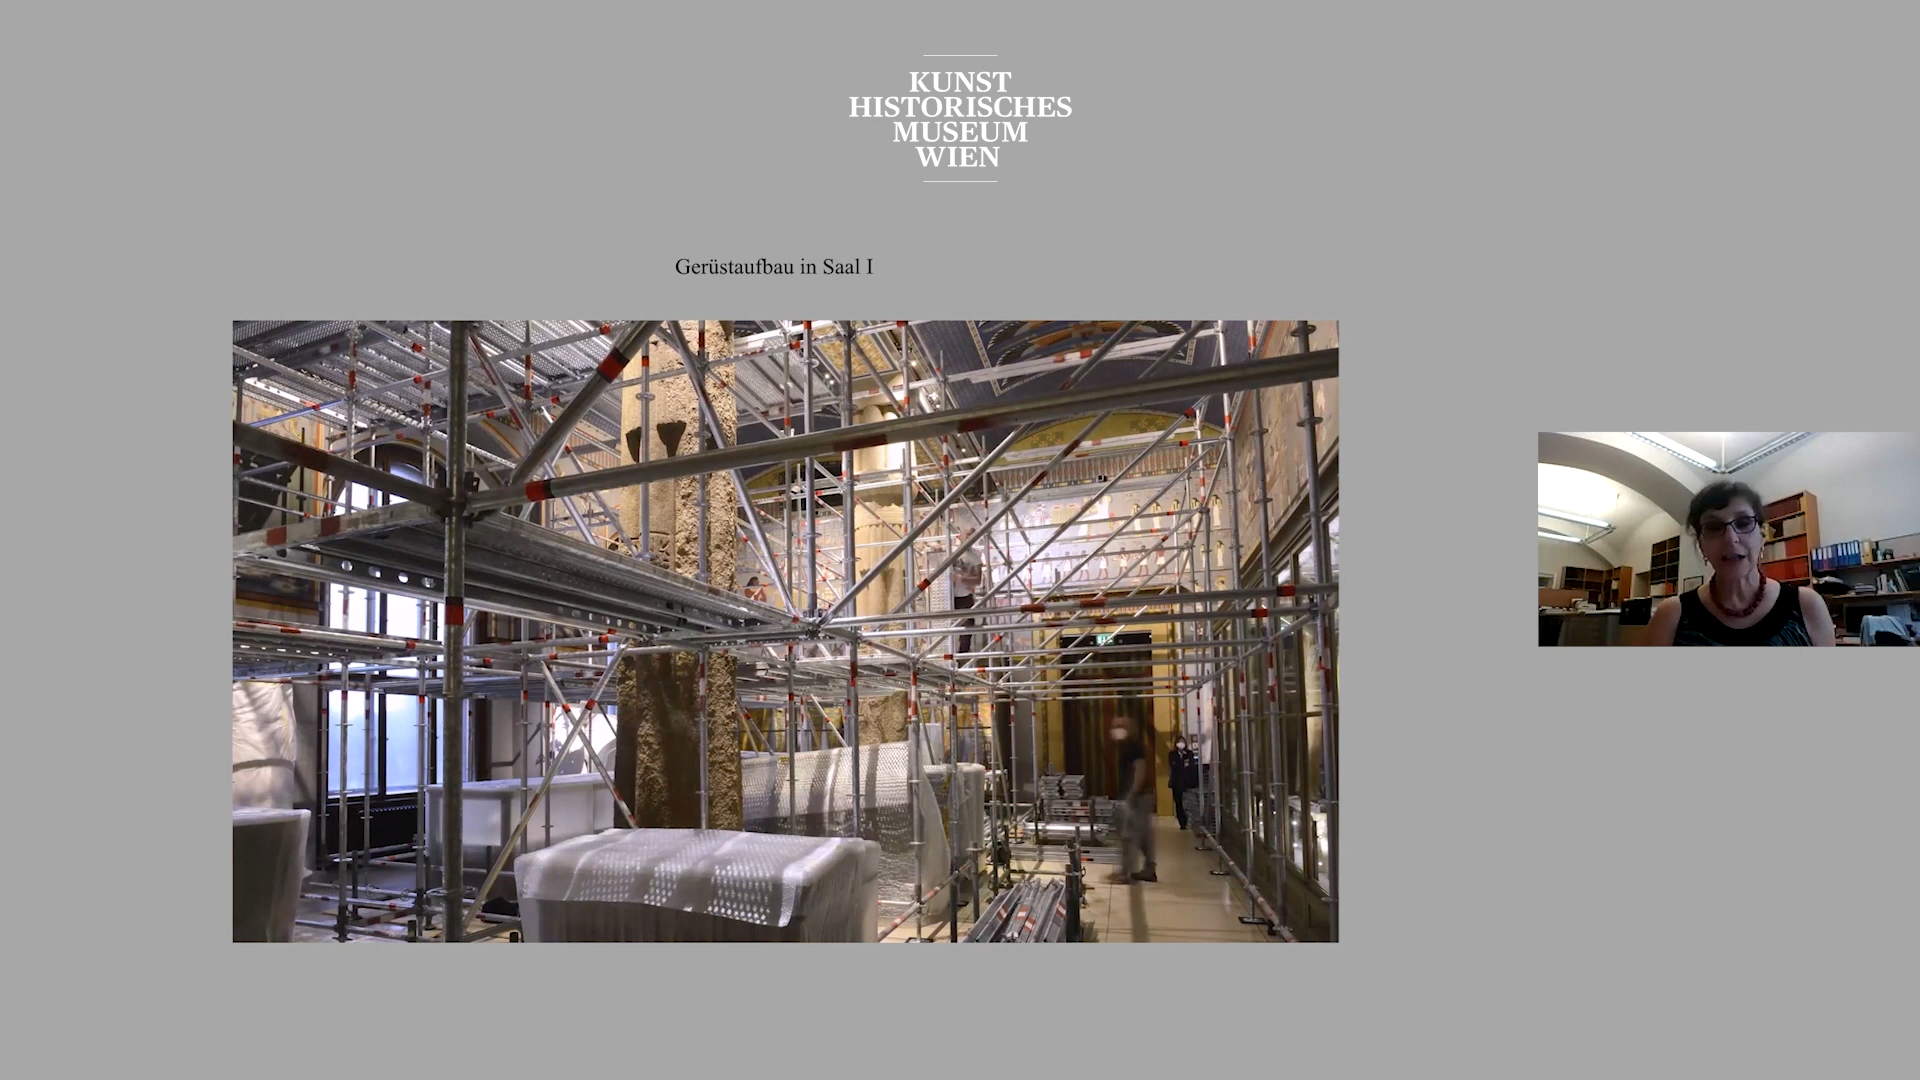 KUNST
HISTORISCHES
MUSEUM
WIEN
Gerüstaufbau in Saal I